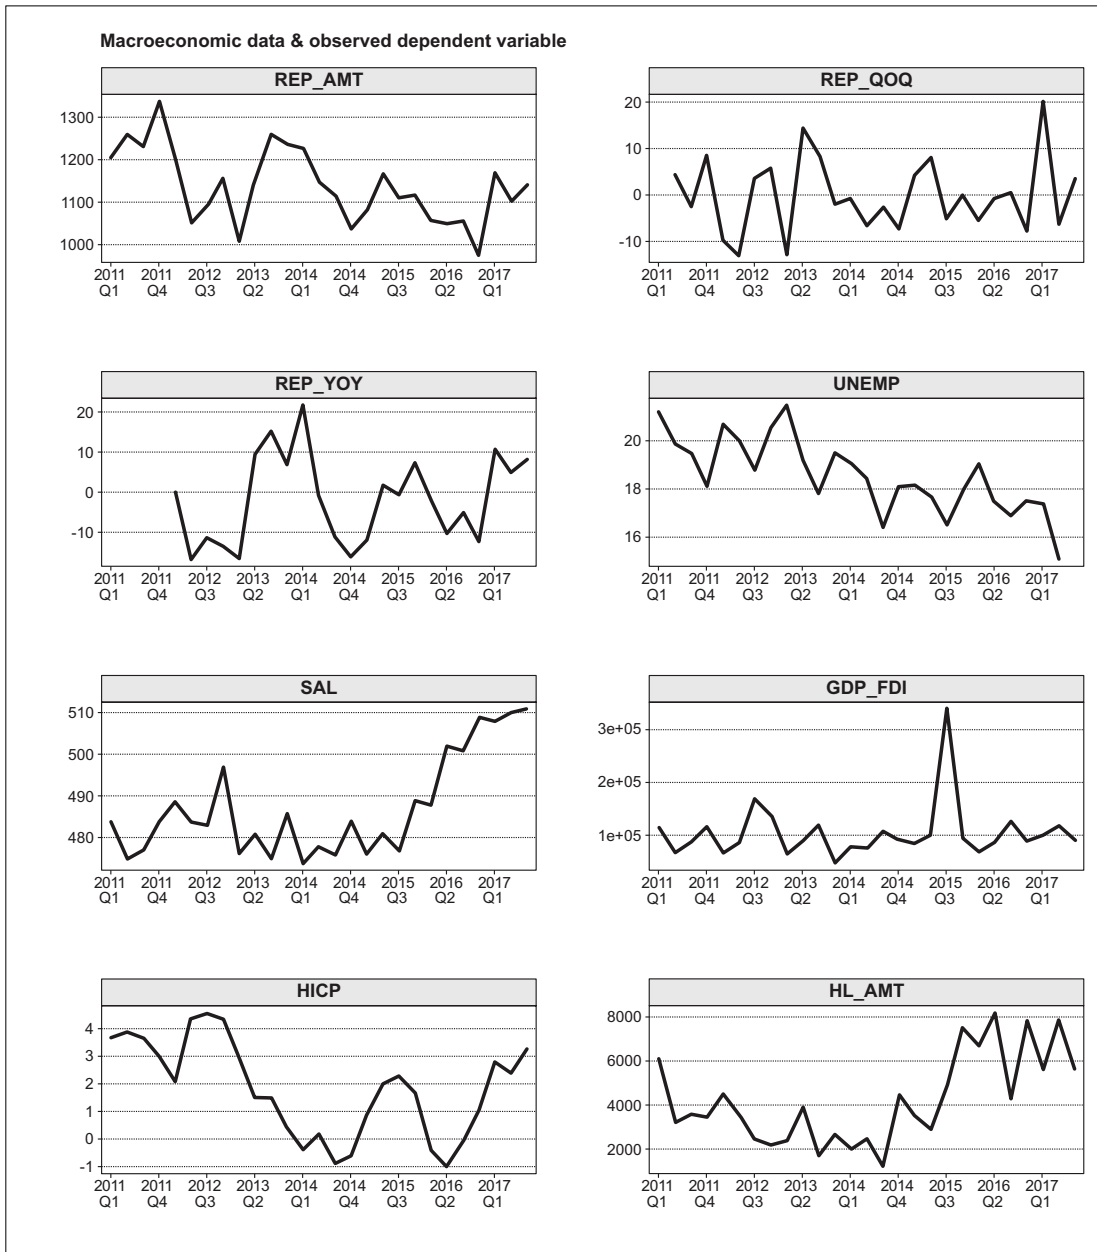 Macroeconomic data & observed dependent variable
REP_AMT
1300
1200
1100
1000
2011 2011 2012 2013 2014 2014 2015 2016 2017
Q1 Q4 Q3 Q2 Q1 Q4 Q3 Q2 Q1
REP_QOQ
20
10
0
-10
2011 2011 2012 2013 2014 2014 2015 2016 2017
Q1 Q4 Q3 Q2 Q1 Q4 Q3 Q2 Q1
REP_YOY
20
10
0
-10
2011 2011 2012 2013 2014 2014 2015 2016 2017
Q1 Q4 Q3 Q2 Q1 Q4 Q3 Q2 Q1
UNEMP
20
18
16
2011 2011 2012 2013 2014 2014 2015 2016 2017
Q1 Q4 Q3 Q2 Q1 Q4 Q3 Q2 Q1
SAL
510
500
490
480
2011 2011 2012 2013 2014 2014 2015 2016 2017
Q1 Q4 Q3 Q2 Q1 Q4 Q3 Q2 Q1
GDP_FDI
3e+05
2e+05
1e+05
2011 2011 2012 2013 2014 2014 2015 2016 2017
Q1 Q4 Q3 Q2 Q1 Q4 Q3 Q2 Q1
HICP
4
3
2
1
0
-1
2011 2011 2012 2013 2014 2014 2015 2016 2017
Q1 Q4 Q3 Q2 Q1 Q4 Q3 Q2 Q1
HL_AMT
8000
6000
4000
2000
2011 2011 2012 2013 2014 2014 2015 2016 2017
Q1 Q4 Q3 Q2 Q1 Q4 Q3 Q2 Q1